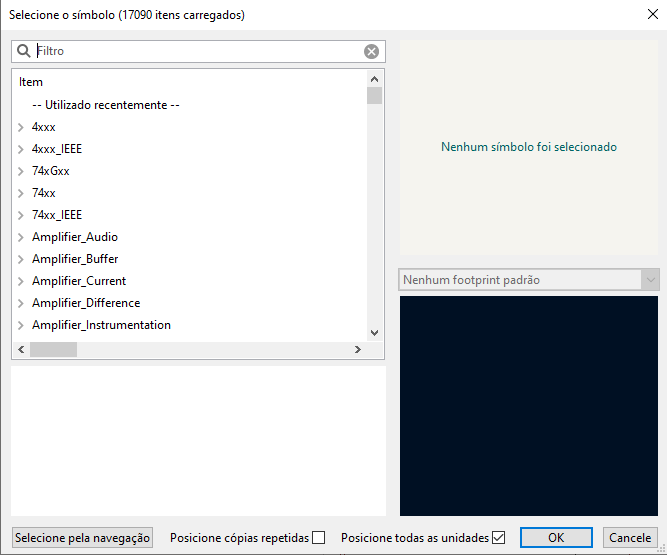 Selecione o símbolo (17090 itens carregados)
Filtro
Item
-- Utilizado recentemente --
4xxx
4xxx_IEEE
74xGxx
74xx
74xx_IEEE
Amplifier_Audio
Amplifier_Buffer
Amplifier_Current
Amplifier_Difference
Amplifier_Instrumentation
Nenhum símbolo foi selecionado
Nenhum footprint padrão
Selecione pela navegação
Posicione cópias repetidas
Posicione todas as unidades
OK
Cancele